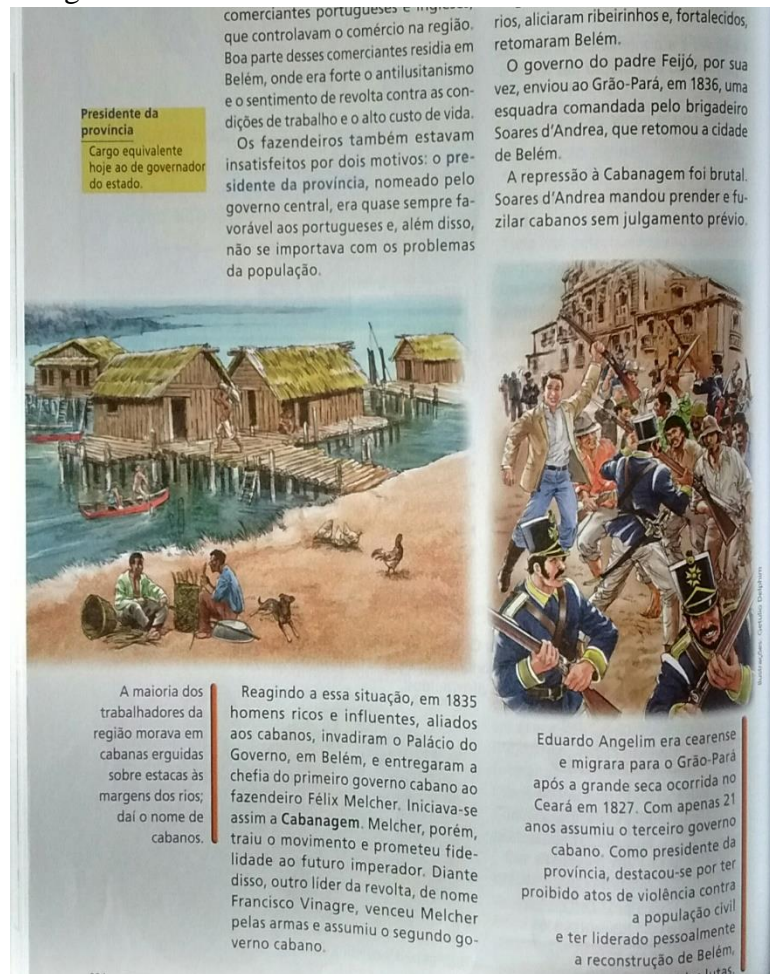 comerciantes portugueses e ingleses,
que controlavam o comércio na região.
Boa parte desses comerciantes residia em
Belém, onde era forte o antilusitanismo
e o sentimento de revolta contra as con-
dições de trabalho e o alto custo de vida.
Os fazendeiros também estavam
insatisfeitos por dois motivos: o pre-
sidente da província, nomeado pelo
governo central, era quase sempre fa-
vorável aos portugueses e, além disso,
não se importava com os problemas
da população.
Presidente da
província
Cargo equivalente
hoje ao de governador
do estado.
A maioria dos
trabalhadores da
região morava em
cabanas erguidas
sobre estacas às
margens dos rios;
daí o nome de
cabanos.
Reagindo a essa situação, em 1835
homens ricos e influentes, aliados
aos cabanos, invadiram o Palácio do
Governo, em Belém, e entregaram a
chefia do primeiro governo cabano ao
fazendeiro Félix Melcher. Iniciava-se
assim a Cabanagem. Melcher, porém,
traiu o movimento e prometeu fide-
lidade ao futuro imperador. Diante
disso, outro líder da revolta, de nome
Francisco Vinagre, venceu Melcher
pelas armas e assumiu o segundo go-
verno cabano.
rios, aliciaram ribeirinhos e, fortalecidos,
retomaram Belém.
O governo do padre Feijó, por sua
vez, enviou ao Grão-Pará, em 1836, uma
esquadra comandada pelo brigadeiro
Soares d'Andrea, que retomou a cidade
de Belém.
A repressão à Cabanagem foi brutal.
Soares d'Andrea mandou prender e fu-
zilar cabanos sem julgamento prévio.
Ilustrações: Getulio Delphim
Eduardo Angelim era cearense
e migrara para o Grão-Pará
após a grande seca ocorrida no
Ceará em 1827. Com apenas 21
anos assumiu o terceiro governo
cabano. Como presidente da
província, destacou-se por ter
proibido atos de violência contra
a população civil
e ter liderado pessoalmente
a reconstrução de Belém,